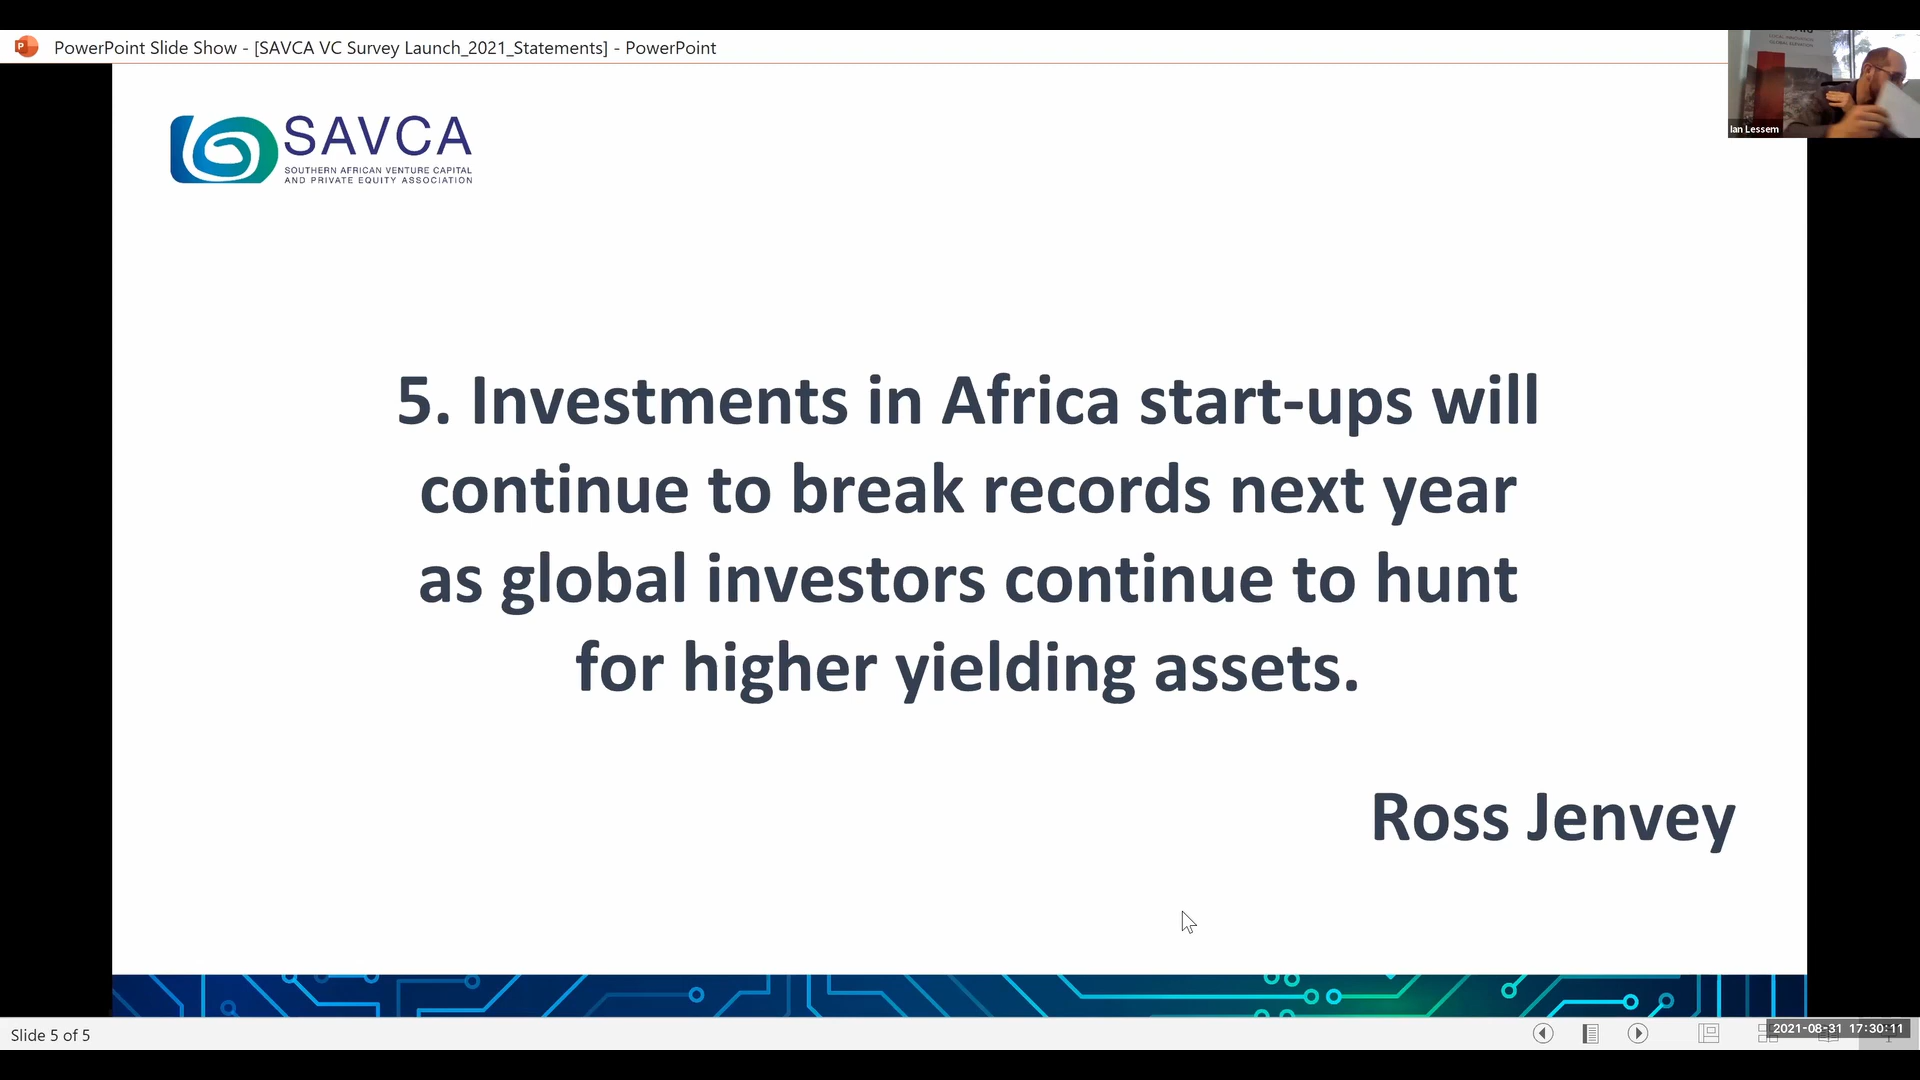 PowerPoint Slide Show - [SAVCA VC Survey Launch_2021_Statements] - PowerPoint
Ian Lessem
SAVCA
SOUTHERN AFRICAN VENTURE CAPITAL
AND PRIVATE EQUITY ASSOCIATION
5. Investments in Africa start-ups will
continue to break records next year
as global investors continue to hunt
for higher yielding assets.
Ross Jenvey
Slide 5 of 5
2021-08-31 17:30:11